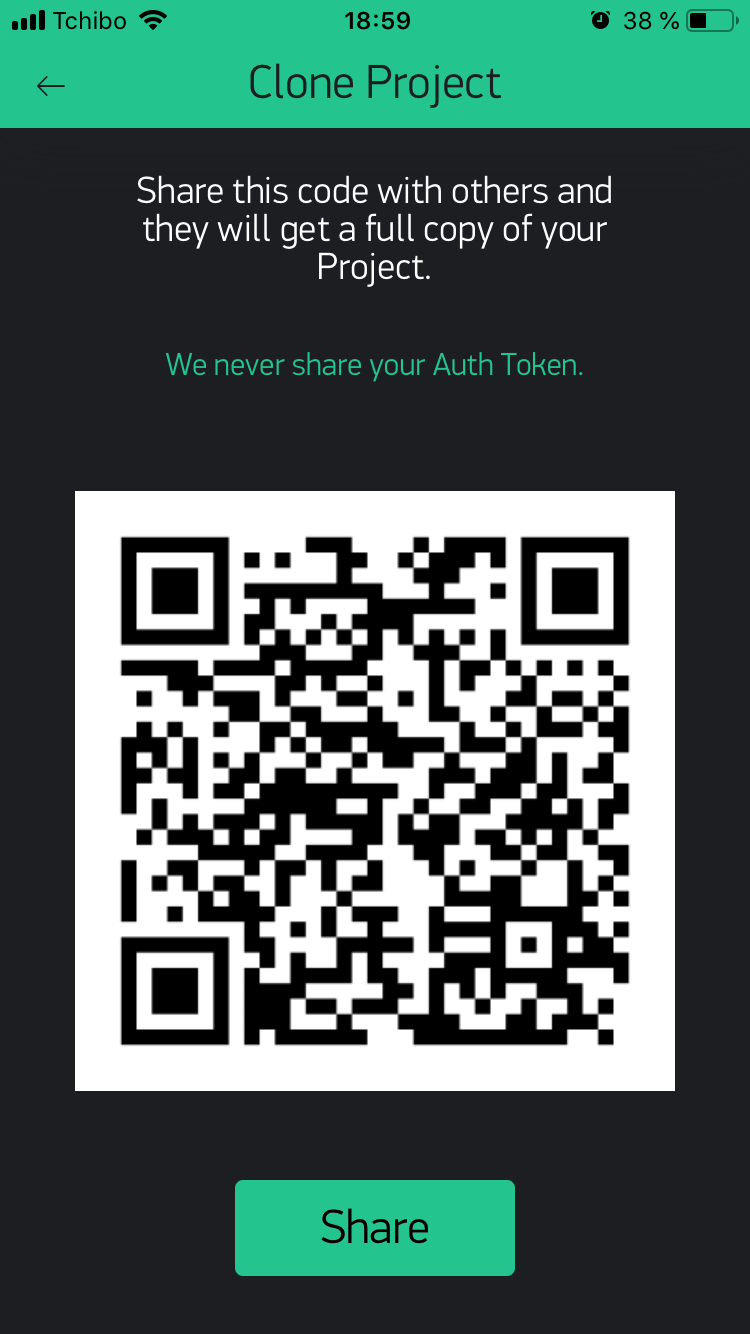 Tchibo 18:59 38 %
Clone Project
Share this code with others and
they will get a full copy of your
Project.
We never share your Auth Token.
Share